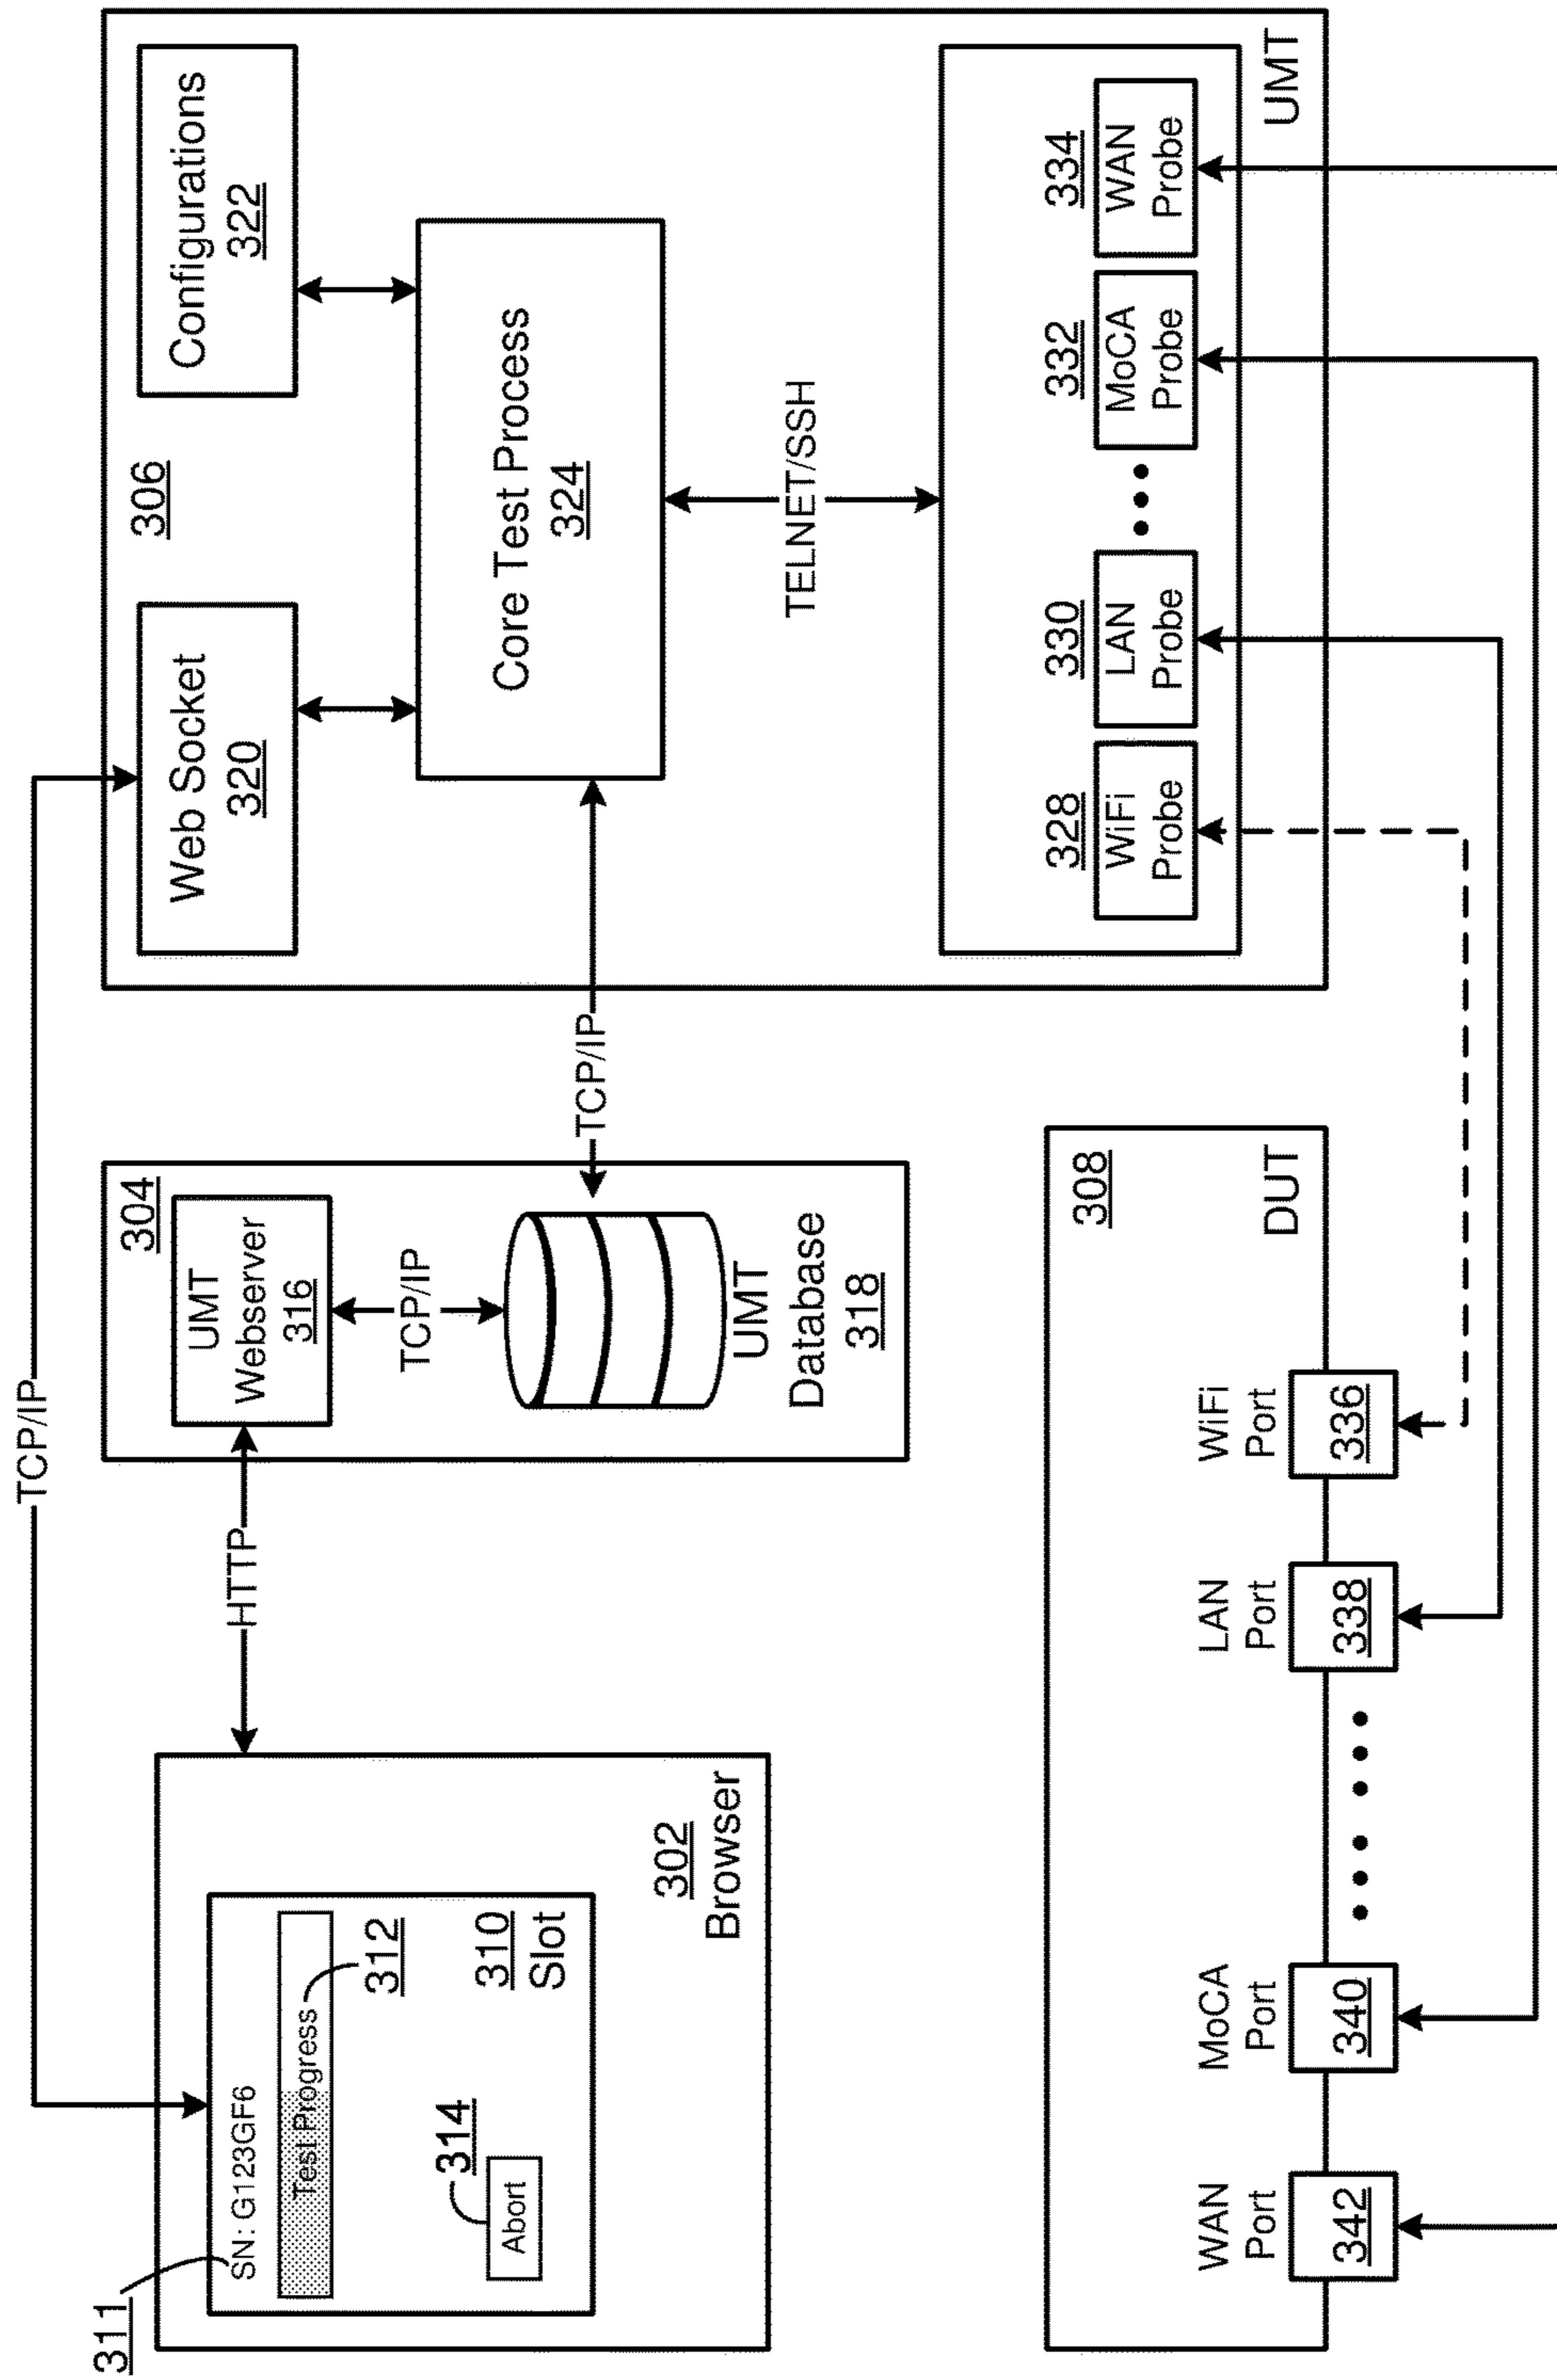 TCP/IP
311
SN: G123GF6
Test Progress
312
314
Abort
310
Slot
302
Browser
HTTP
304
UMT
Webserver
316
TCP/IP
UMT
Database
318
TCP/IP
306
Web Socket
320
Configurations
322
Core Test Process
324
TELNET/SSH
328
WiFi
Probe
330
LAN
Probe
332
MoCA
Probe
334
WAN
Probe
UMT
308
DUT
WAN
Port
342
MoCA
Port
340
LAN
Port
338
WiFi
Port
336